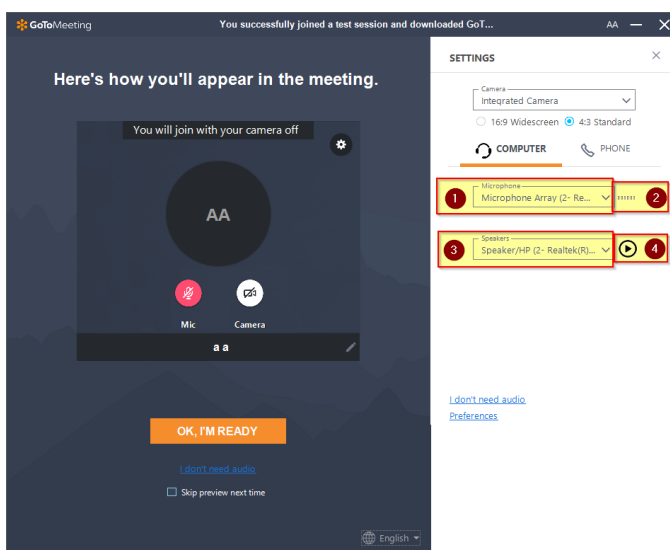 GoToMeeting
You successfully joined a test session and downloaded GoT...
AA
Here's how you'll appear in the meeting.
You will join with your camera off
AA
Mic Camera
a a
OK, I'M READY
I don't need audio
Skip preview next time
English
SETTINGS
Camera
Integrated Camera
16:9 Widescreen 4:3 Standard
COMPUTER PHONE
Microphone
1 Microphone Array (2- Re... 2
Speakers
3 Speaker/HP (2- Realtek(R)... 4
I don't need audio
Preferences